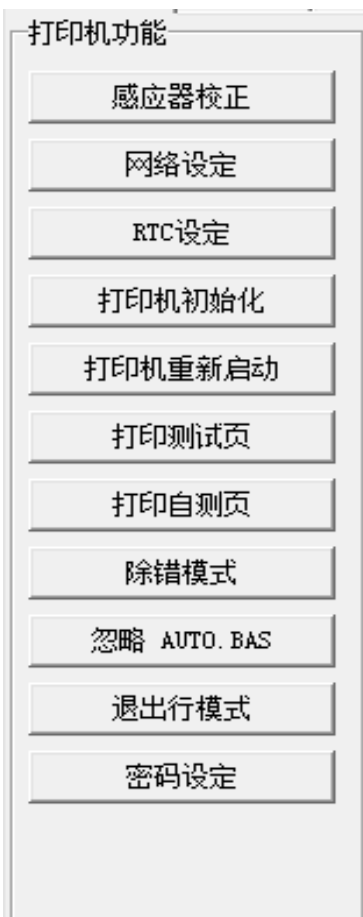 打印机功能
感应器校正
网络设定
RTC设定
打印机初始化
打印机重新启动
打印测试页
打印自测页
除错模式
忽略 AUTO.BAS
退出行模式
密码设定